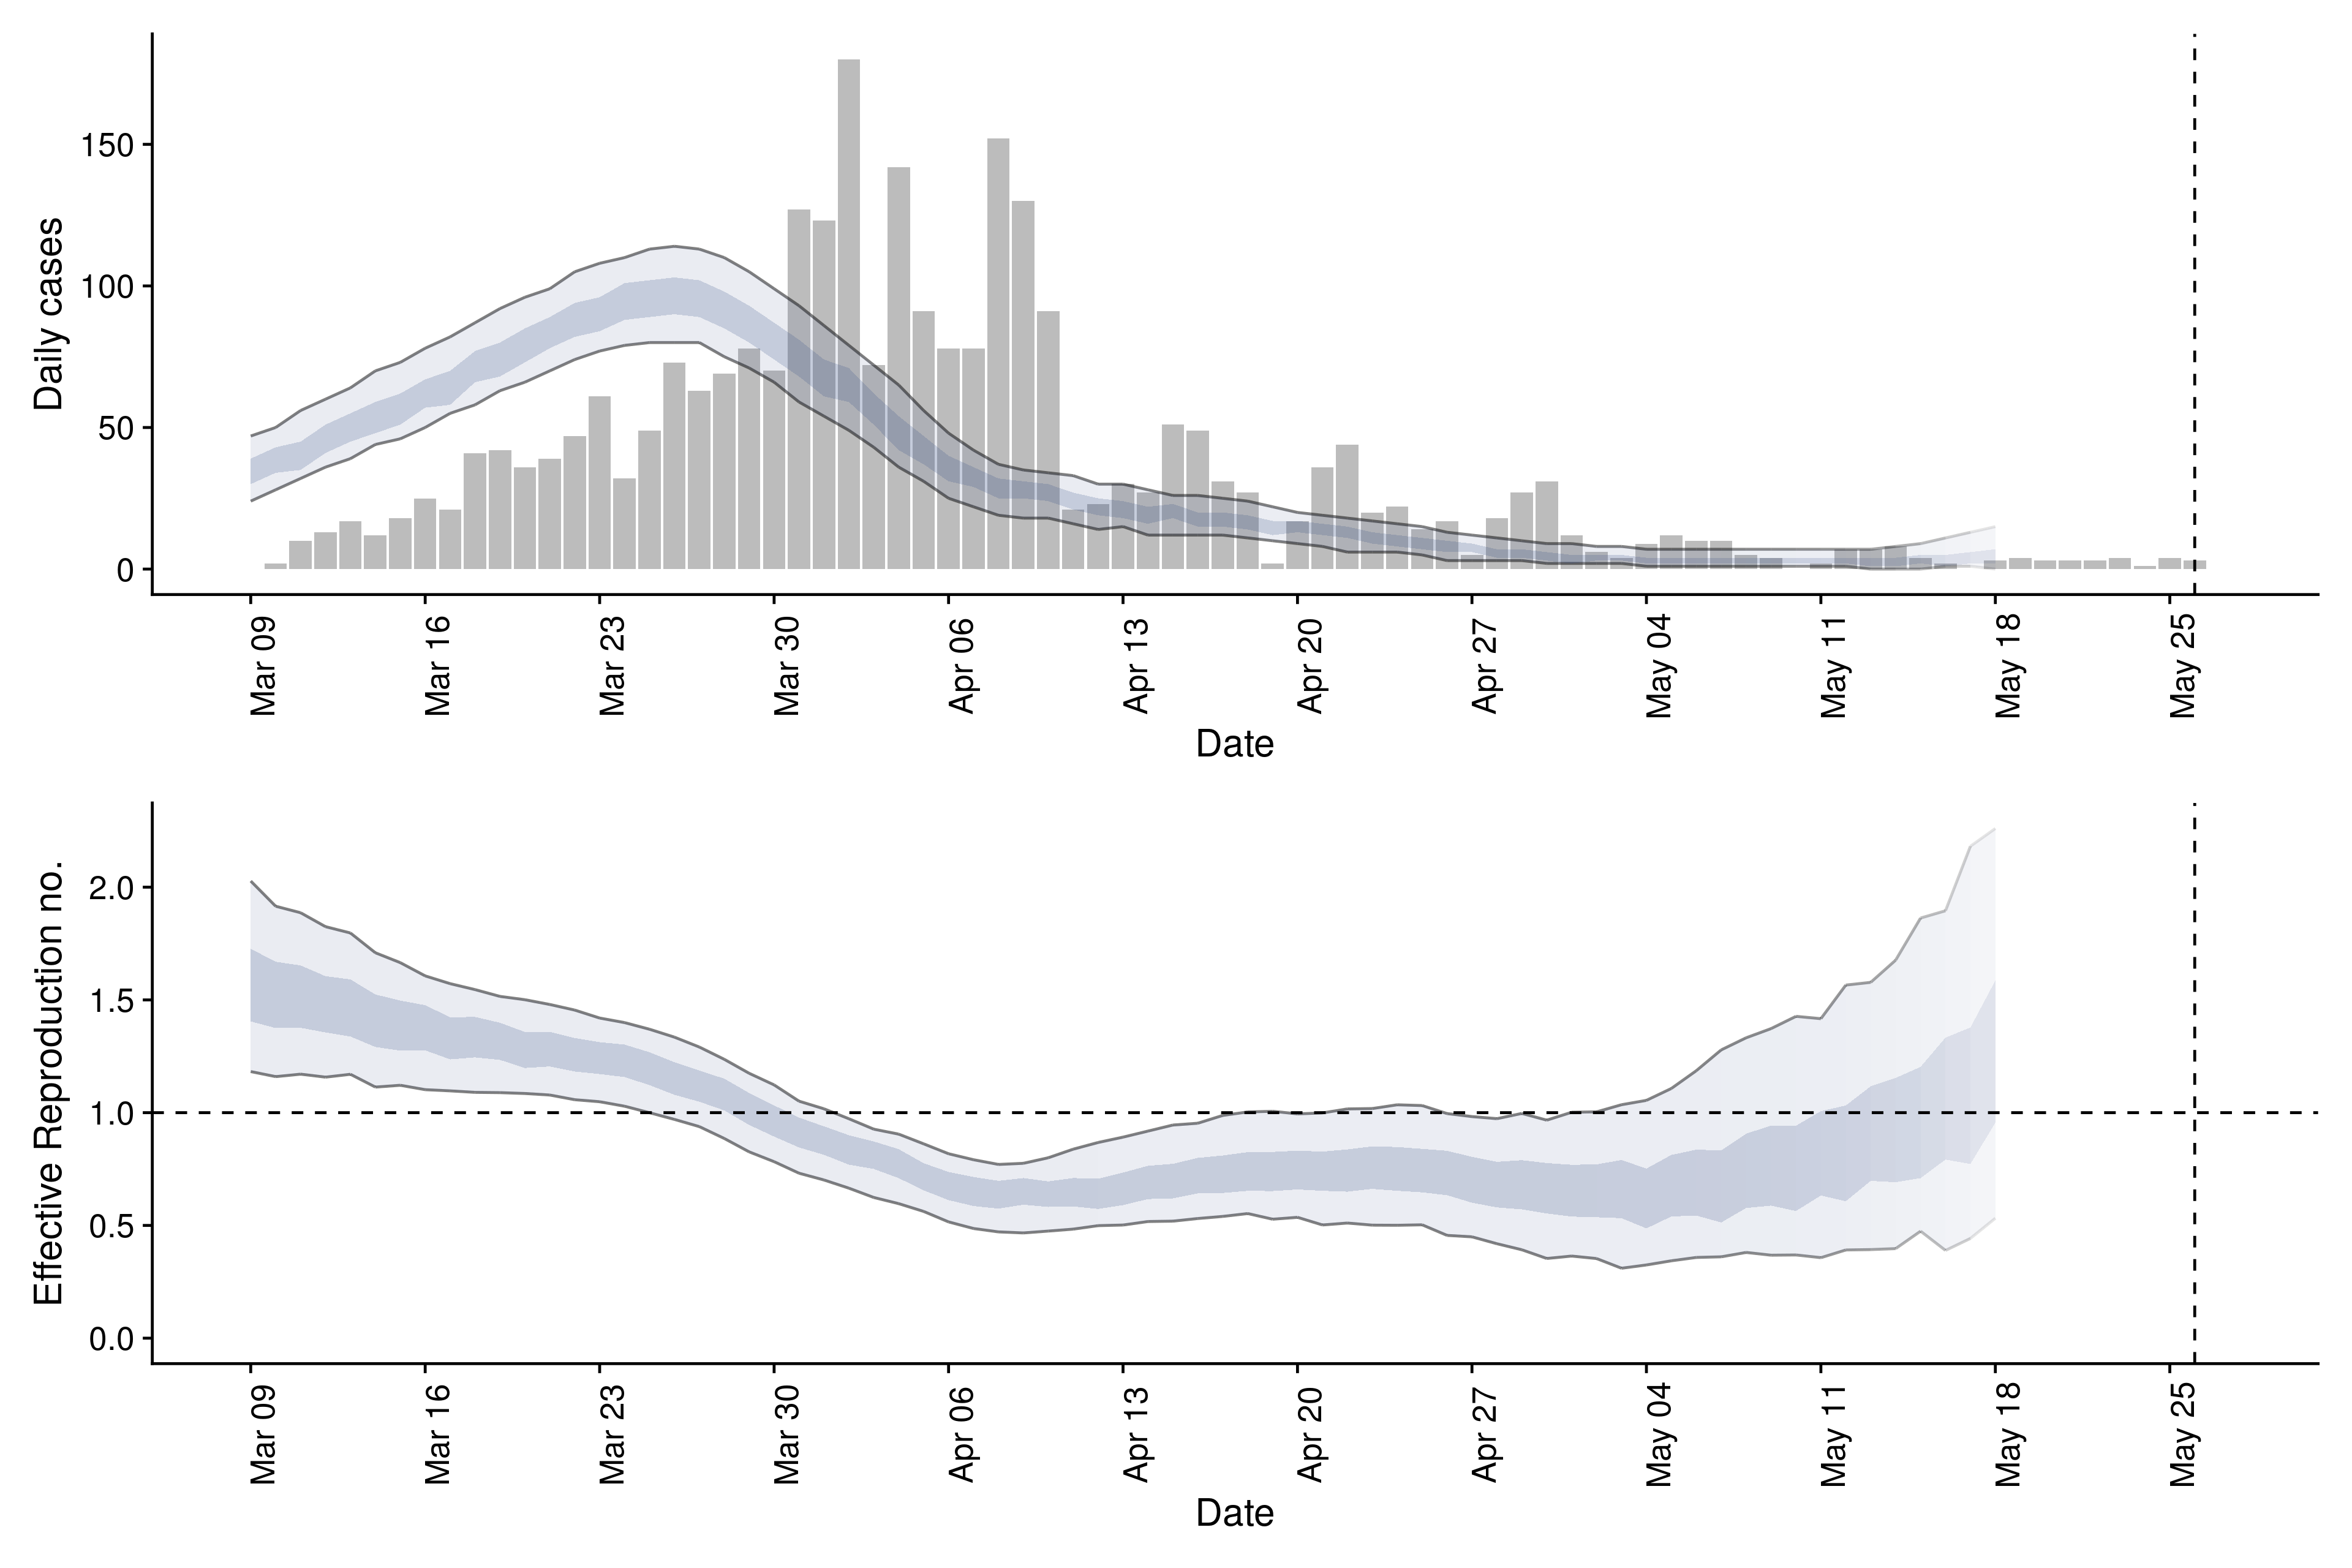 Daily cases
150
100
50
0
Mar 09
Mar 16
Mar 23
Mar 30
Apr 06
Apr 13
Apr 20
Apr 27
May 04
May 11
May 18
May 25
Date
Effective Reproduction no.
2.0
1.5
1.0
0.5
0.0
Mar 09
Mar 16
Mar 23
Mar 30
Apr 06
Apr 13
Apr 20
Apr 27
May 04
May 11
May 18
May 25
Date